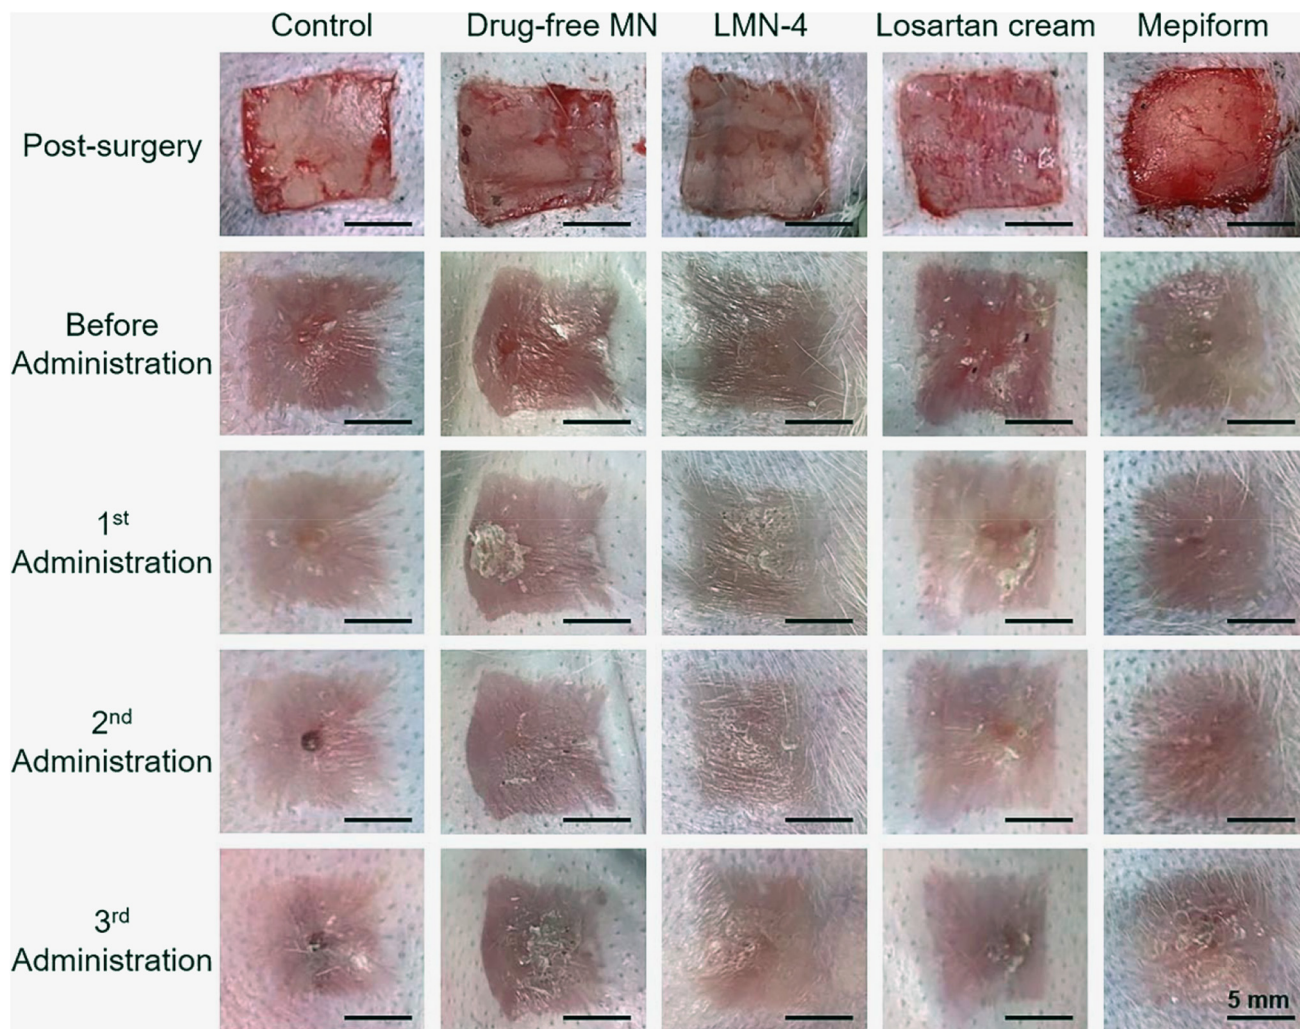 Control Drug-free MN LMN-4 Losartan cream Mepiform
Post-surgery
Before
Administration
1st
Administration
2nd
Administration
3rd
Administration
5 mm